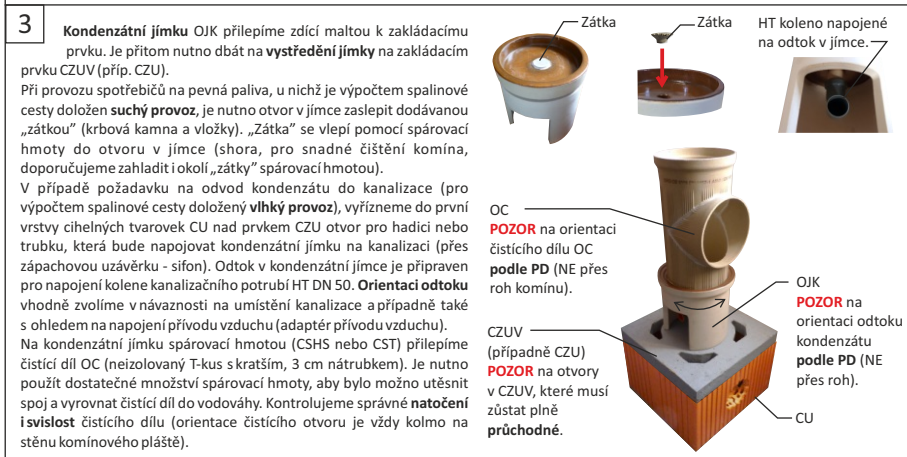 3
Kondenzátní jímku OJK přilepíme zdící maltou k zakládacímu
prvku. Je přitom nutno dbát na vystředění jímky na zakládacím
prvku CZUV (příp. CZU).
Při provozu spotřebičů na pevná paliva, u nichž je výpočtem spalinové
cesty doložen suchý provoz, je nutno otvor v jímce zaslepit dodávanou
„zátkou” (krbová kamna a vložky). „Zátka” se vlepí pomocí spárovací
hmoty do otvoru v jímce (shora, pro snadné čištění komína,
doporučujeme zahladit i okolí „zátky” spárovací hmotou).
V případě požadavku na odvod kondenzátu do kanalizace (pro
výpočtem spalinové cesty doložený vlhký provoz), vyřízneme do první
vrstvy cihelných tvarovek CU nad prvkem CZU otvor pro hadici nebo
trubku, která bude napojovat kondenzátní jímku na kanalizaci (přes
zápachovou uzávěrku - sifon). Odtok v kondenzátní jímce je připraven
pro napojení kolene kanalizačního potrubí HT DN 50. Orientaci odtoku
vhodně zvolíme v návaznosti na umístění kanalizace a případně také
s ohledem na napojení přívodu vzduchu (adaptér přívodu vzduchu).
Na kondenzátní jímku spárovací hmotou (CSHS nebo CST) přilepíme
čistící díl OC (neizolovaný T-kus s kratším, 3 cm nátrubkem). Je nutno
použít dostatečné množství spárovací hmoty, aby bylo možno utěsnit
spoj a vyrovnat čistící díl do vodováhy. Kontrolujeme správné natočení
i svislost čistícího dílu (orientace čistícího otvoru je vždy kolmo na
stěnu komínového pláště).
Zátka
Zátka
HT koleno napojené
na odtok v jímce.
OC
POZOR na orientaci
čistícího dílu OC
podle PD (NE přes
roh komínu).
OJK
POZOR na
orientaci odtoku
kondenzátu
podle PD (NE
přes roh).
CZUV
(případně CZU)
POZOR na otvory
v CZUV, které musí
zůstat plně
průchodné.
CU